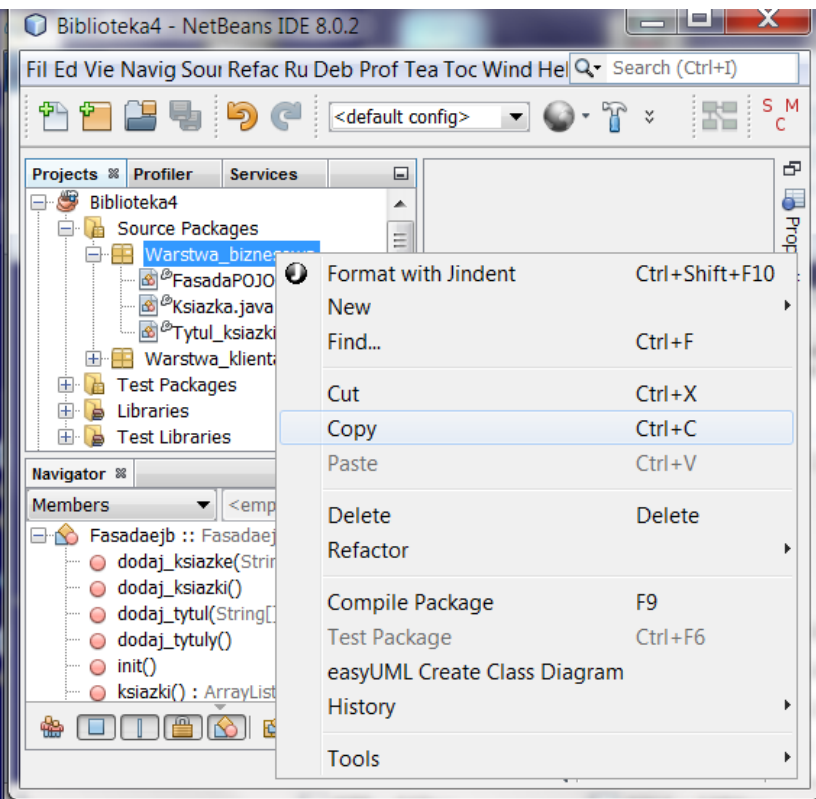 Biblioteka4 - NetBeans IDE 8.0.2
Fil Ed Vie Navig Sour Refac Ru Deb Prof Tea Toc Wind Hel Search (Ctrl+I)
<default config> S M C
Projects Profiler Services
Biblioteka4
Source Packages
Warstwa_biznesowa
FasadaPOJO
Ksiazka.java
Tytul_ksiazki
Warstwa_klienta
Test Packages
Libraries
Test Libraries
Prop
Format with Jindent Ctrl+Shift+F10
New
Find... Ctrl+F
Cut Ctrl+X
Copy Ctrl+C
Paste Ctrl+V
Delete Delete
Refactor
Compile Package F9
Test Package Ctrl+F6
easyUML Create Class Diagram
History
Tools
Navigator
Members <emp
Fasadaejb :: Fasadaej
dodaj_ksiazke(Strin
dodaj_ksiazki()
dodaj_tytul(String[]
dodaj_tytuly()
init()
ksiazki() : ArrayList